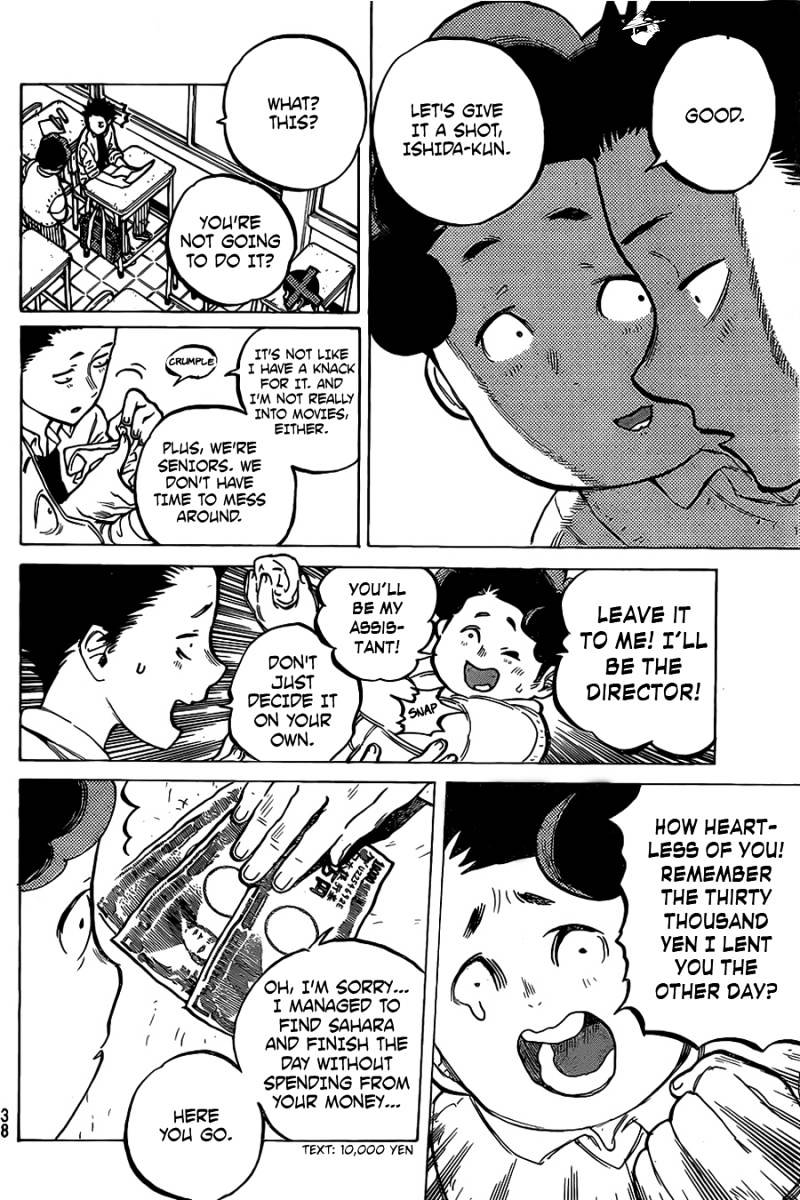 GOOD.
LET'S GIVE
IT A SHOT,
ISHIDA-KUN.
WHAT?
THIS?
YOU'RE
NOT GOING
TO DO IT?
IT'S NOT LIKE
I HAVE A KNACK
FOR IT. AND
I'M NOT REALLY
INTO MOVIES,
EITHER.
CRUMPLE
PLUS, WE'RE
SENIORS. WE
DON'T HAVE
TIME TO MESS
AROUND.
LEAVE IT
TO ME! I'LL
BE THE
DIRECTOR!
YOU'LL
BE MY
ASSIS-
TANT!
SNAP
DON'T
JUST
DECIDE IT
ON YOUR
OWN.
HOW HEART-
LESS OF YOU!
REMEMBER
THE THIRTY
THOUSAND
YEN I LENT
YOU THE
OTHER DAY?
OH, I'M SORRY...
I MANAGED TO
FIND SAHARA
AND FINISH THE
DAY WITHOUT
SPENDING FROM
YOUR MONEY...
HERE
YOU GO.
TEXT: 10,000 YEN
38